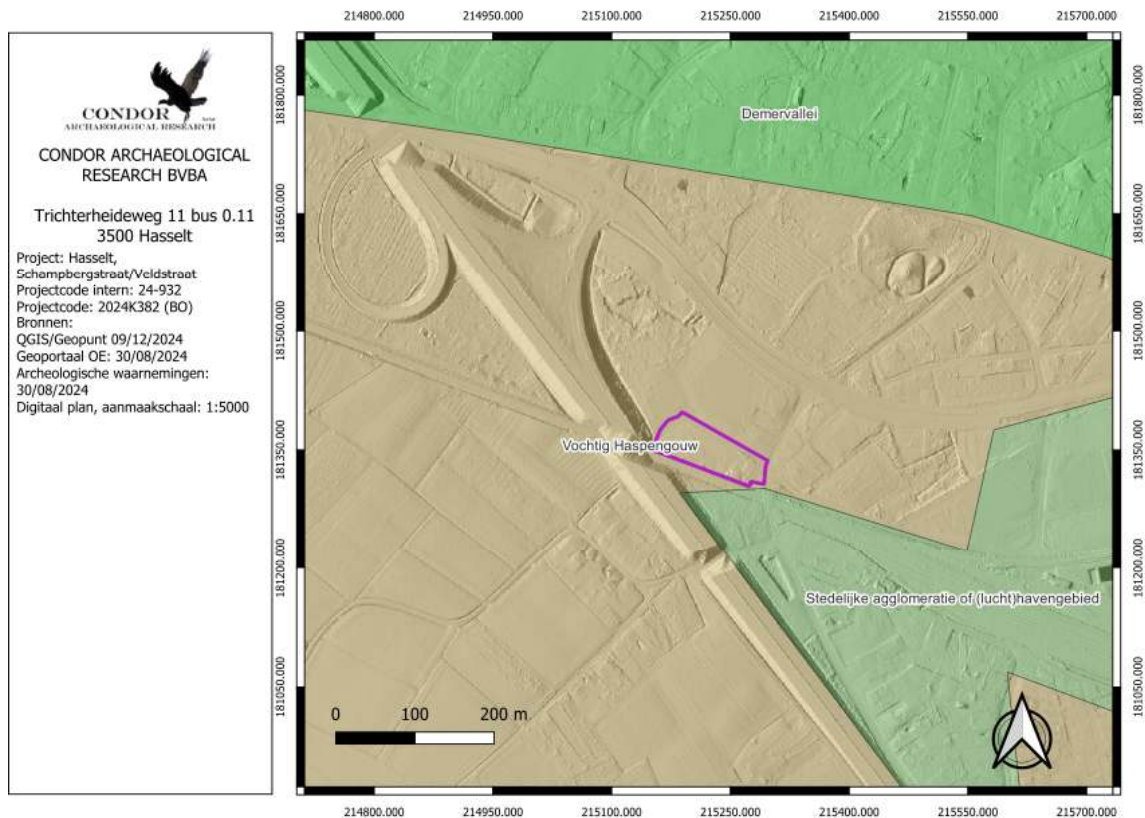 CONDOR
ARCHAEOLOGICAL RESEARCH
CONDOR ARCHAEOLOGICAL
RESEARCH BVBA
Trichterheideweg 11 bus 0.11
3500 Hasselt
Project: Hasselt,
Schampbergstraat/Veldstraat
Projectcode intern: 24-932
Projectcode: 2024K382 (BO)
Bronnen:
QGIS/Geopunt 09/12/2024
Geoportaal OE: 30/08/2024
Archeologische waarnemingen:
30/08/2024
Digitaal plan, aanmaakschaal: 1:5000
214800.000 214950.000 215100.000 215250.000 215400.000 215550.000 215700.000
181800.000
181650.000
181500.000
181350.000
181200.000
181050.000
Demervallei
Vochtig Haspengouw
Stedelijke agglomeratie of (lucht)havengebied
0 100 200 m
181800.000
181650.000
181500.000
181350.000
181200.000
181050.000
214800.000 214950.000 215100.000 215250.000 215400.000 215550.000 215700.000